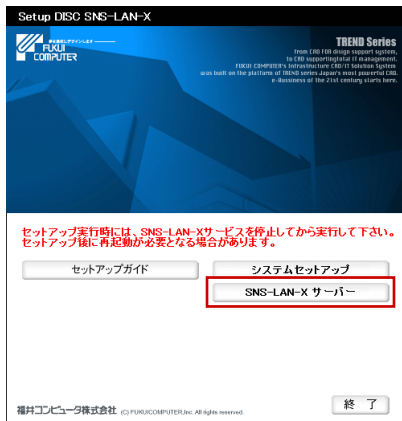 Setup DISC SNS-LAN-X
FUKUI
COMPUTER
TREND Series
from CAD FOR disign support system,
to CAD supportingtotal IT management.
FUKUI COMPUTER's Infrastructure CAD/IT Solution System
was built on the platform of TREND series Japan's most powerful CAD.
e-Bussiness of the 21st century starts here.
セットアップ実行時には、SNS-LAN-Xサービスを停止してから実行して下さい。
セットアップ後に再起動が必要となる場合があります。
セットアップガイド
システムセットアップ
SNS-LAN-X サーバー
福井コンピュータ株式会社 (C) FUKUICOMPUTER,Inc. All rights reserved.
終 了